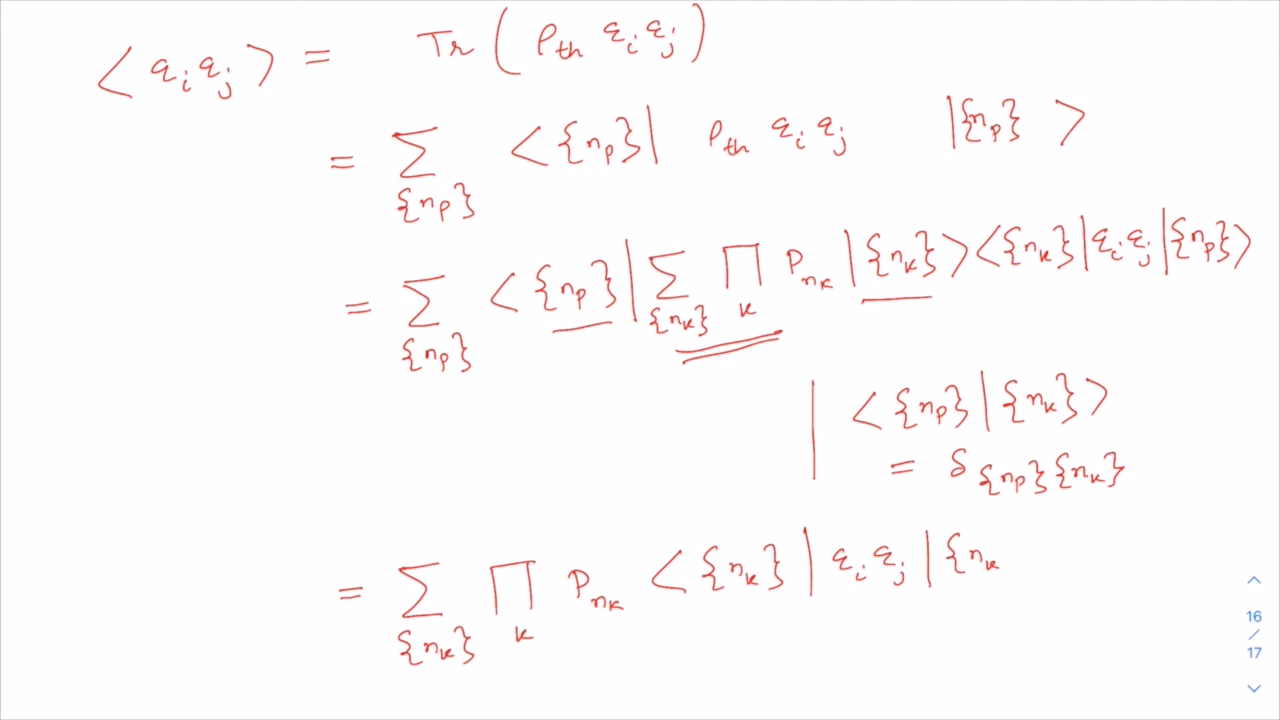 < q_i q_j > = Tr ( ρ_th q_i q_j )
= Σ_{n_p} < {n_p} | ρ_th q_i q_j | {n_p} >
= Σ_{n_p} < {n_p} | Σ_{n_k} ∏_k P_{n_k} | {n_k} > < {n_k} | q_i q_j | {n_p} >
| < {n_p} | {n_k} >
= δ_{n_p}{n_k}
= Σ_{n_k} ∏_k P_{n_k} < {n_k} | q_i q_j | {n_k
16
/
17